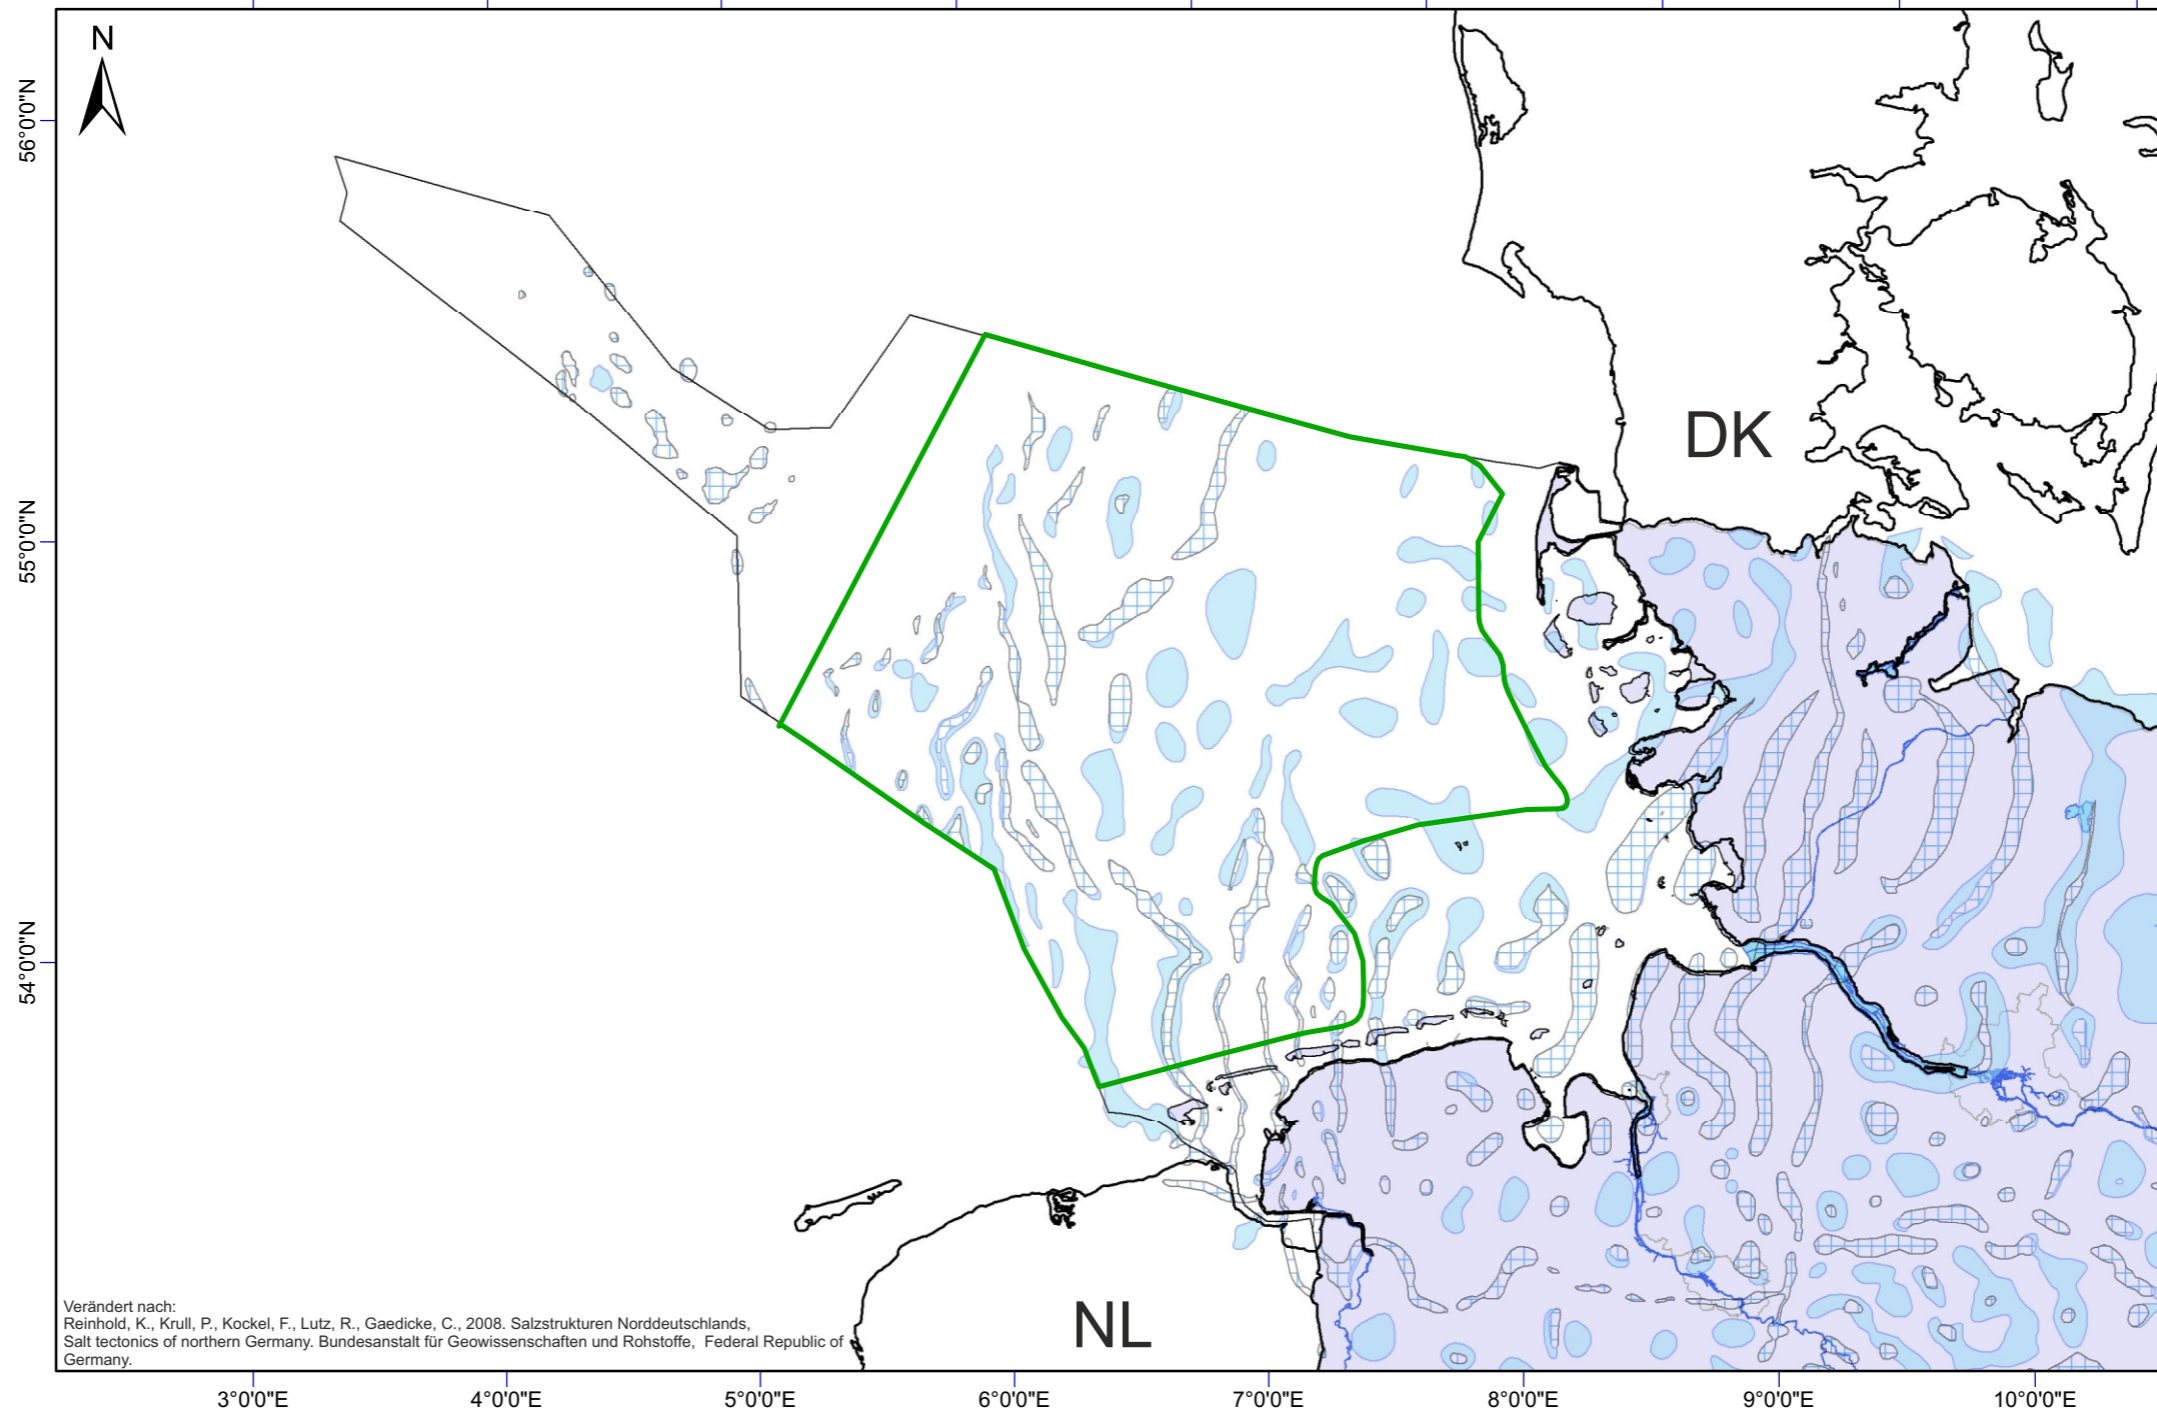 N
56°0'0"N
55°0'0"N
54°0'0"N
DK
NL
Verändert nach:
Reinhold, K., Krull, P., Kockel, F., Lutz, R., Gaedicke, C., 2008. Salzstrukturen Norddeutschlands,
Salt tectonics of northern Germany. Bundesanstalt für Geowissenschaften und Rohstoffe, Federal Republic of
Germany.
3°0'0"E 4°0'0"E 5°0'0"E 6°0'0"E 7°0'0"E 8°0'0"E 9°0'0"E 10°0'0"E